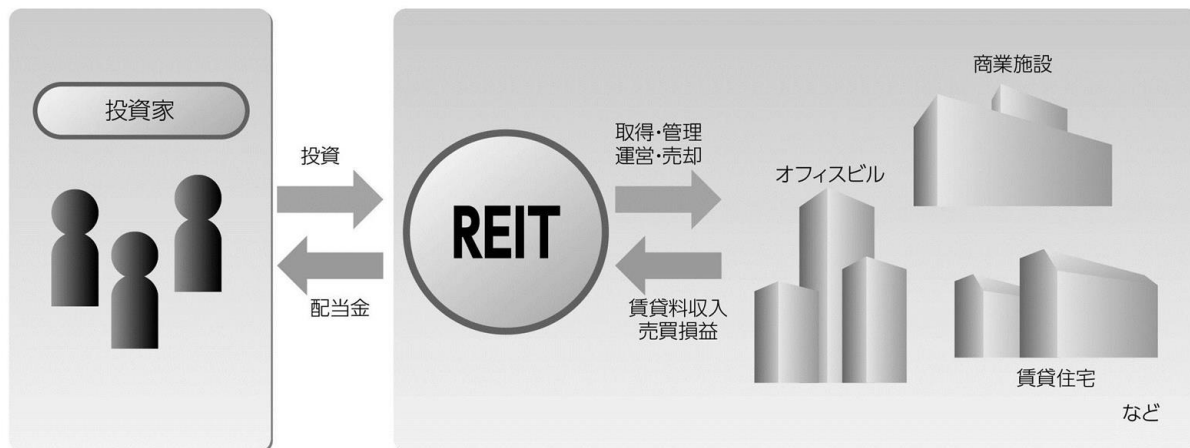 投資家
投資
配当金
REIT
取得・管理
運営・売却
賃貸料収入
売買損益
商業施設
オフィスビル
賃貸住宅
など